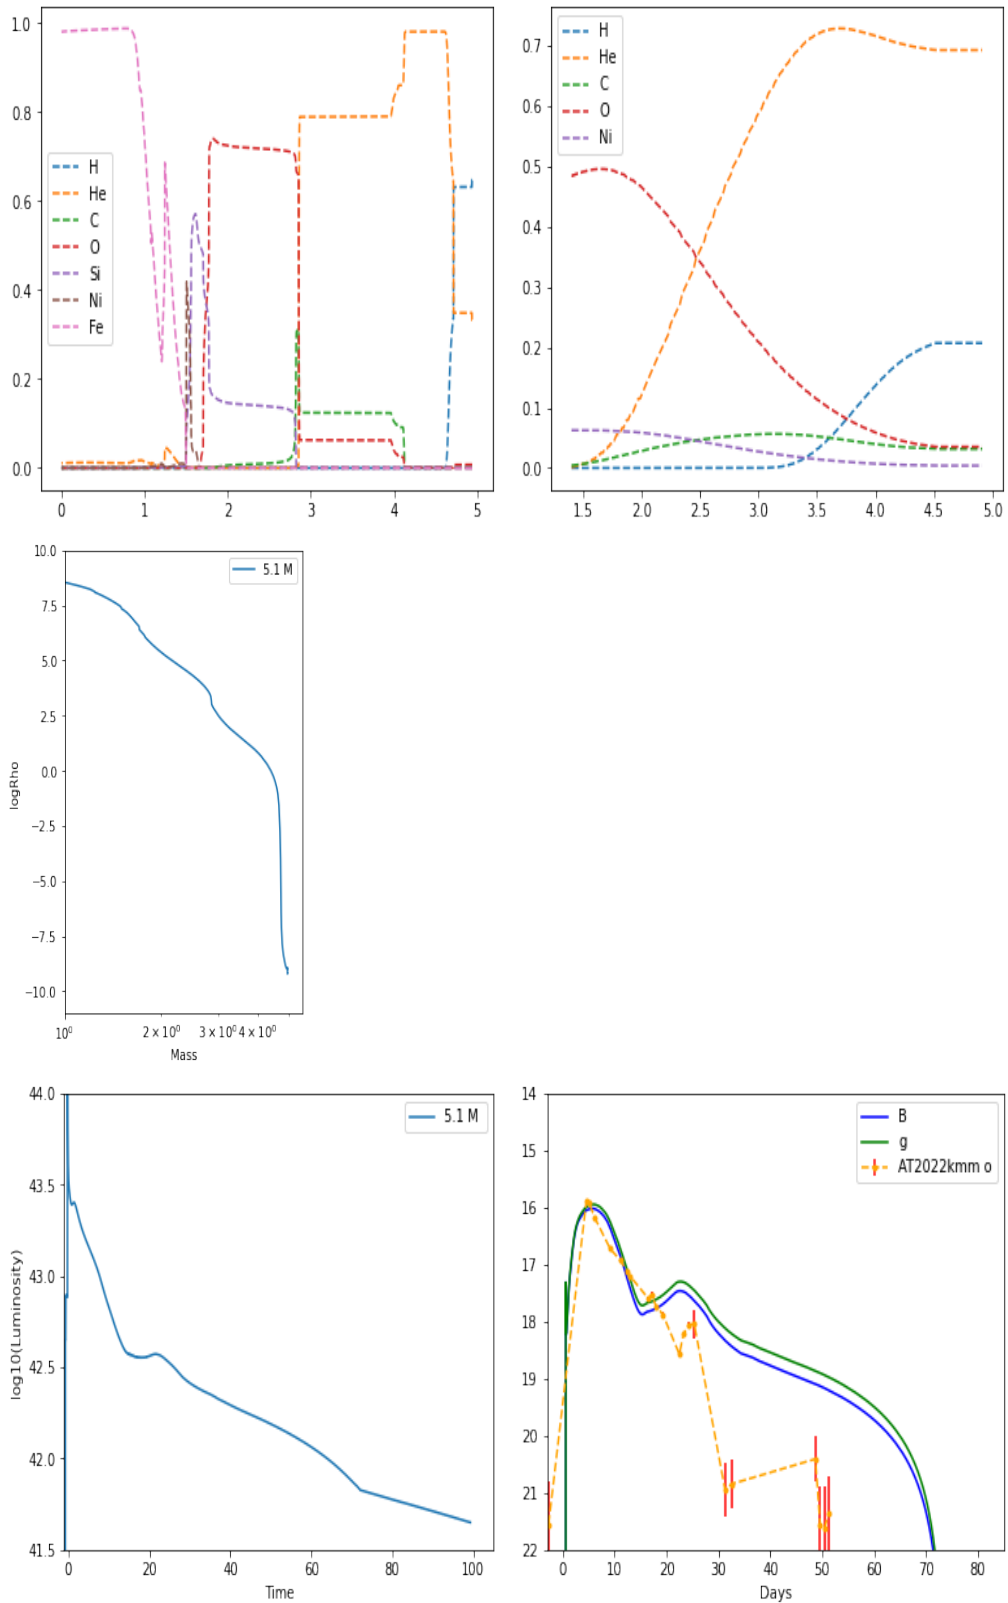 1.0
0.8
0.6
0.4
0.2
0.0
H
He
C
O
Si
Ni
Fe
0 1 2 3 4 5
0.7
0.6
0.5
0.4
0.3
0.2
0.1
0.0
H
He
C
O
Ni
1.5 2.0 2.5 3.0 3.5 4.0 4.5 5.0
10.0
7.5
5.0
2.5
0.0
−2.5
−5.0
−7.5
−10.0
logRho
5.1 M
10⁰ 2 × 10⁰ 3 × 10⁰ 4 × 10⁰
Mass
44.0
43.5
43.0
42.5
42.0
41.5
log10(Luminosity)
5.1 M
0 20 40 60 80 100
Time
14
15
16
17
18
19
20
21
22
B
g
AT2022kmm o
0 10 20 30 40 50 60 70 80
Days